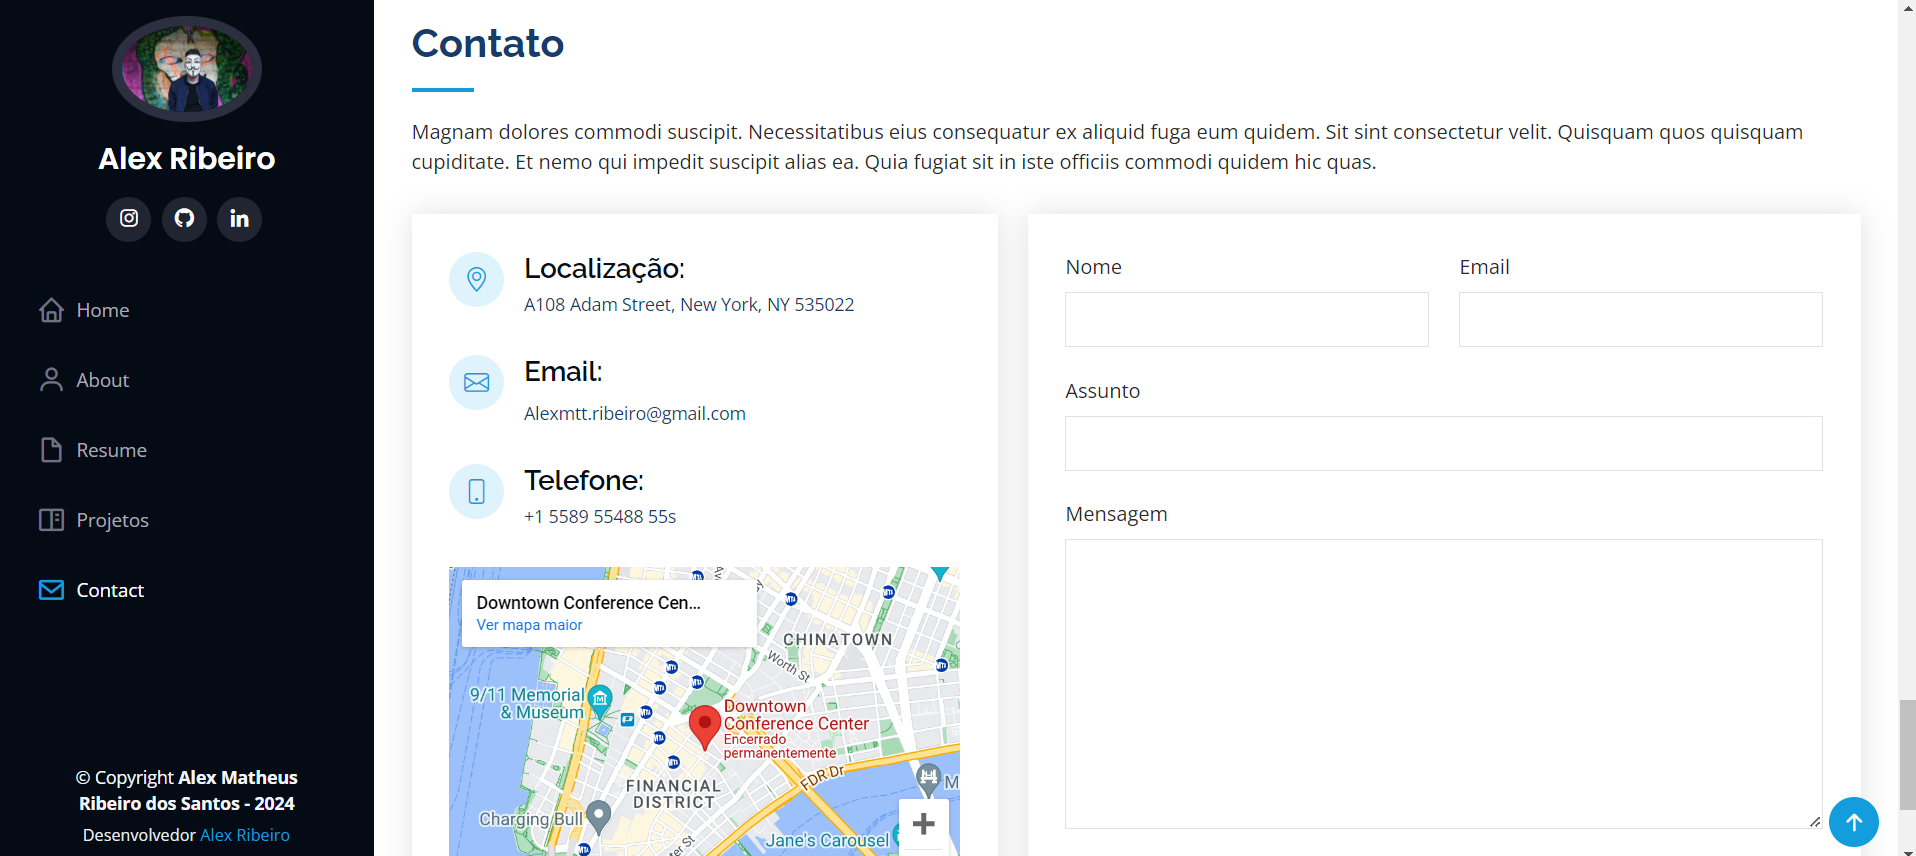 Alex Ribeiro
Home
About
Resume
Projetos
Contact
© Copyright Alex Matheus
Ribeiro dos Santos - 2024
Desenvolvedor Alex Ribeiro
Contato
Magnam dolores commodi suscipit. Necessitatibus eius consequatur ex aliquid fuga eum quidem. Sit sint consectetur velit. Quisquam quos quisquam
cupiditate. Et nemo qui impedit suscipit alias ea. Quia fugiat sit in iste officiis commodi quidem hic quas.
Localização:
A108 Adam Street, New York, NY 535022
Email:
Alexmtt.ribeiro@gmail.com
Telefone:
+1 5589 55488 55s
Downtown Conference Cen...
Ver mapa maior
CHINATOWN
Worth St
9/11 Memorial
& Museum
Downtown
Conference Center
Encerrado
permanentemente
FDR Dr
FINANCIAL
DISTRICT
Charging Bull
Jane's Carousel
Nome
Email
Assunto
Mensagem